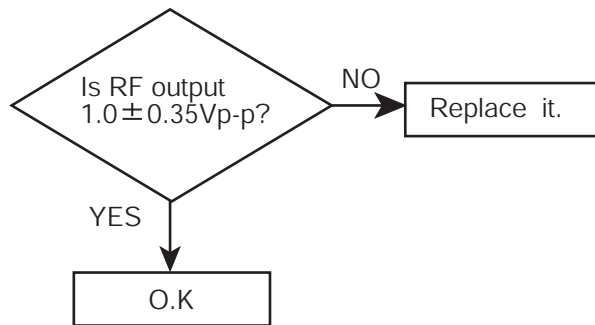 Is RF output
1.0±0.35Vp-p?
NO
Replace it.
YES
O.K